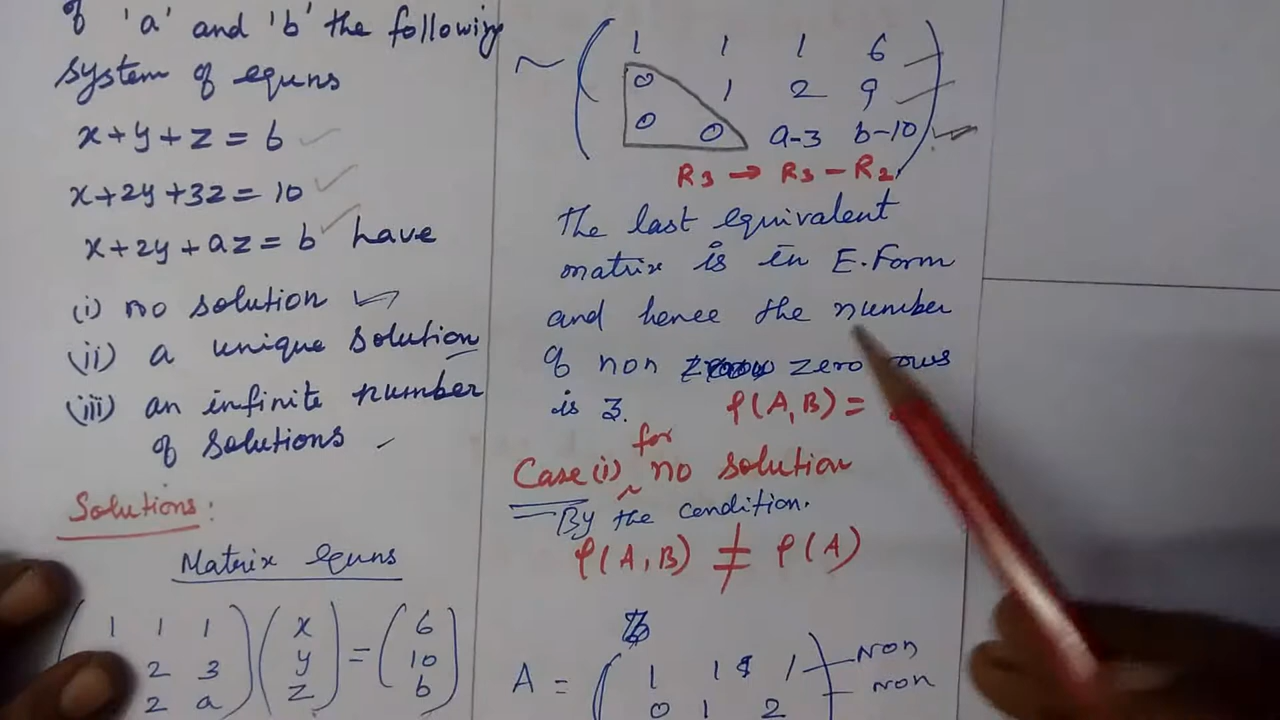 of 'a' and 'b' the following
system of equns
x+y+z = 6
x+2y+3z = 10
x+2y+az = b have
(i) no solution
(ii) a unique solution
(iii) an infinite number
of solutions
Solutions:
Matrix equns
1 1 1
2 3
2 a
x
y
z
=
6
10
b
~ 1 1 1 6
0 1 2 9
0 0 a-3 b-10
R3 → R3 - R2
The last equivalent
matrix is in E.Form
and hence the number
of non zero rows
is 3. ρ(A,B) =
for
Case(i) no solution
By the condition.
ρ(A,B) ≠ ρ(A)
A = 1 1 1 Non
0 1 2 Non